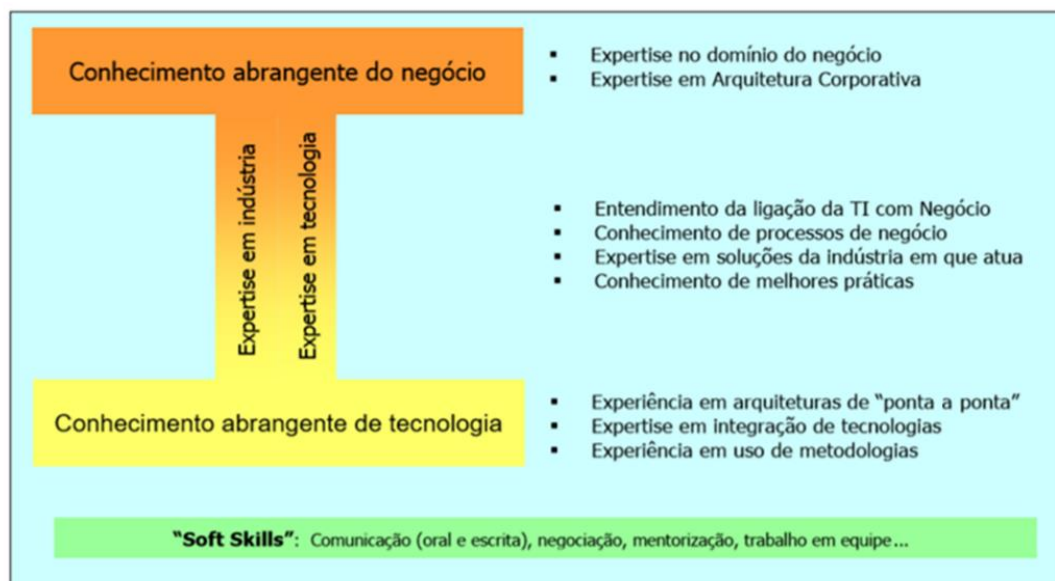 Conhecimento abrangente do negócio
▪ Expertise no domínio do negócio
▪ Expertise em Arquitetura Corporativa
Expertise em indústria
Expertise em tecnologia
▪ Entendimento da ligação da TI com Negócio
▪ Conhecimento de processos de negócio
▪ Expertise em soluções da indústria em que atua
▪ Conhecimento de melhores práticas
Conhecimento abrangente de tecnologia
▪ Experiência em arquiteturas de “ponta a ponta”
▪ Expertise em integração de tecnologias
▪ Experiência em uso de metodologias
“Soft Skills”: Comunicação (oral e escrita), negociação, mentorização, trabalho em equipe...